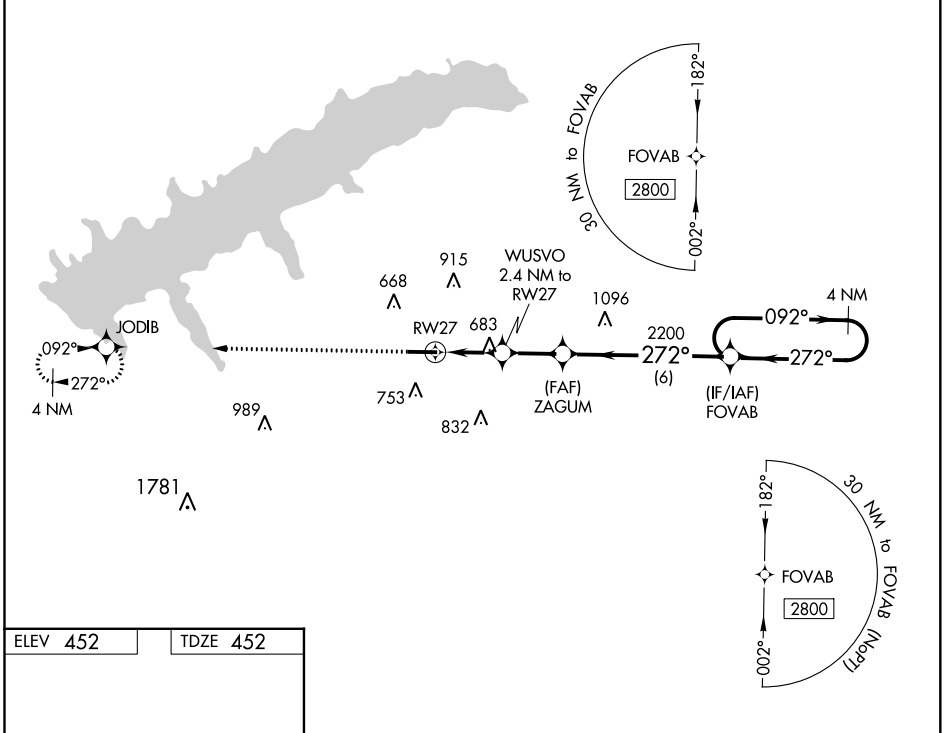 182°
30 NM to FOVAB
FOVAB
2800
002°
WUSVO
2.4 NM to
RW27
915
668
1096
4 NM
092°
JODIB
RW27
683
2200
092°
272°
272°
(6)
272°
4 NM
(FAF)
ZAGUM
(IF/IAF)
FOVAB
753
989
832
1781
182°
30 NM to FOVAB (NoPT)
FOVAB
2800
002°
ELEV 452
TDZE 452